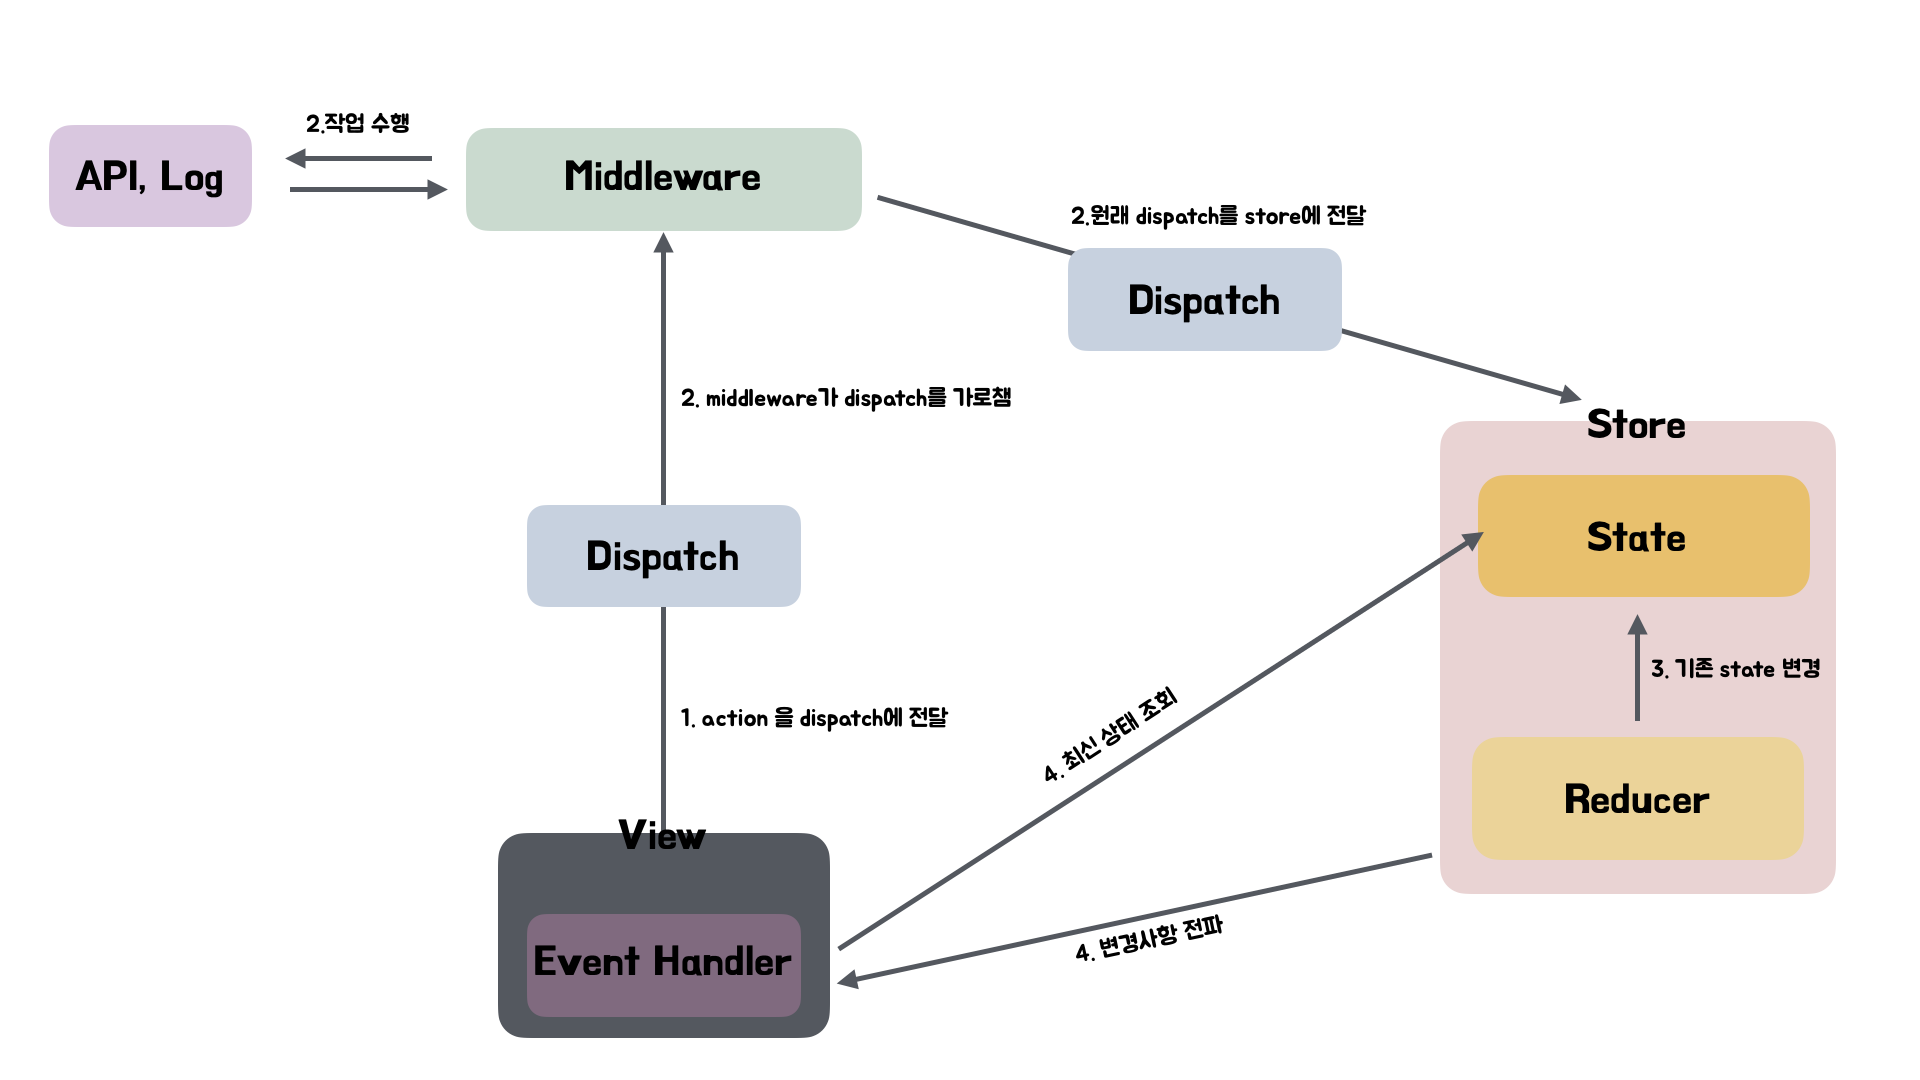 2.작업 수행
API, Log
Middleware
2.원래 dispatch를 store에 전달
Dispatch
2. middleware가 dispatch를 가로챔
Store
State
Dispatch
3. 기존 state 변경
1. action 을 dispatch에 전달
4. 최신 상태 조회
Reducer
View
4. 변경사항 전파
Event Handler